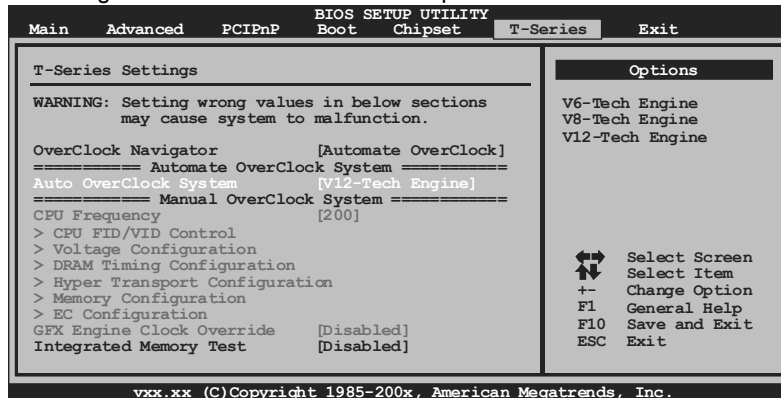 BIOS SETUP UTILITY
Main Advanced PCIPnP Boot Chipset T-Series Exit
T-Series Settings
WARNING: Setting wrong values in below sections
may cause system to malfunction.
OverClock Navigator [Automate OverClock]
=========== Automate OverClock System ===========
Auto OverClock System [V12-Tech Engine]
============ Manual OverClock System ============
CPU Frequency [200]
> CPU FID/VID Control
> Voltage Configuration
> DRAM Timing Configuration
> Hyper Transport Configuration
> Memory Configuration
> EC Configuration
GFX Engine Clock Override [Disabled]
Integrated Memory Test [Disabled]
Options
V6-Tech Engine
V8-Tech Engine
V12-Tech Engine
Select Screen
Select Item
+- Change Option
F1 General Help
F10 Save and Exit
ESC Exit
vxx.xx (C)Copyright 1985-200x, American Megatrends, Inc.